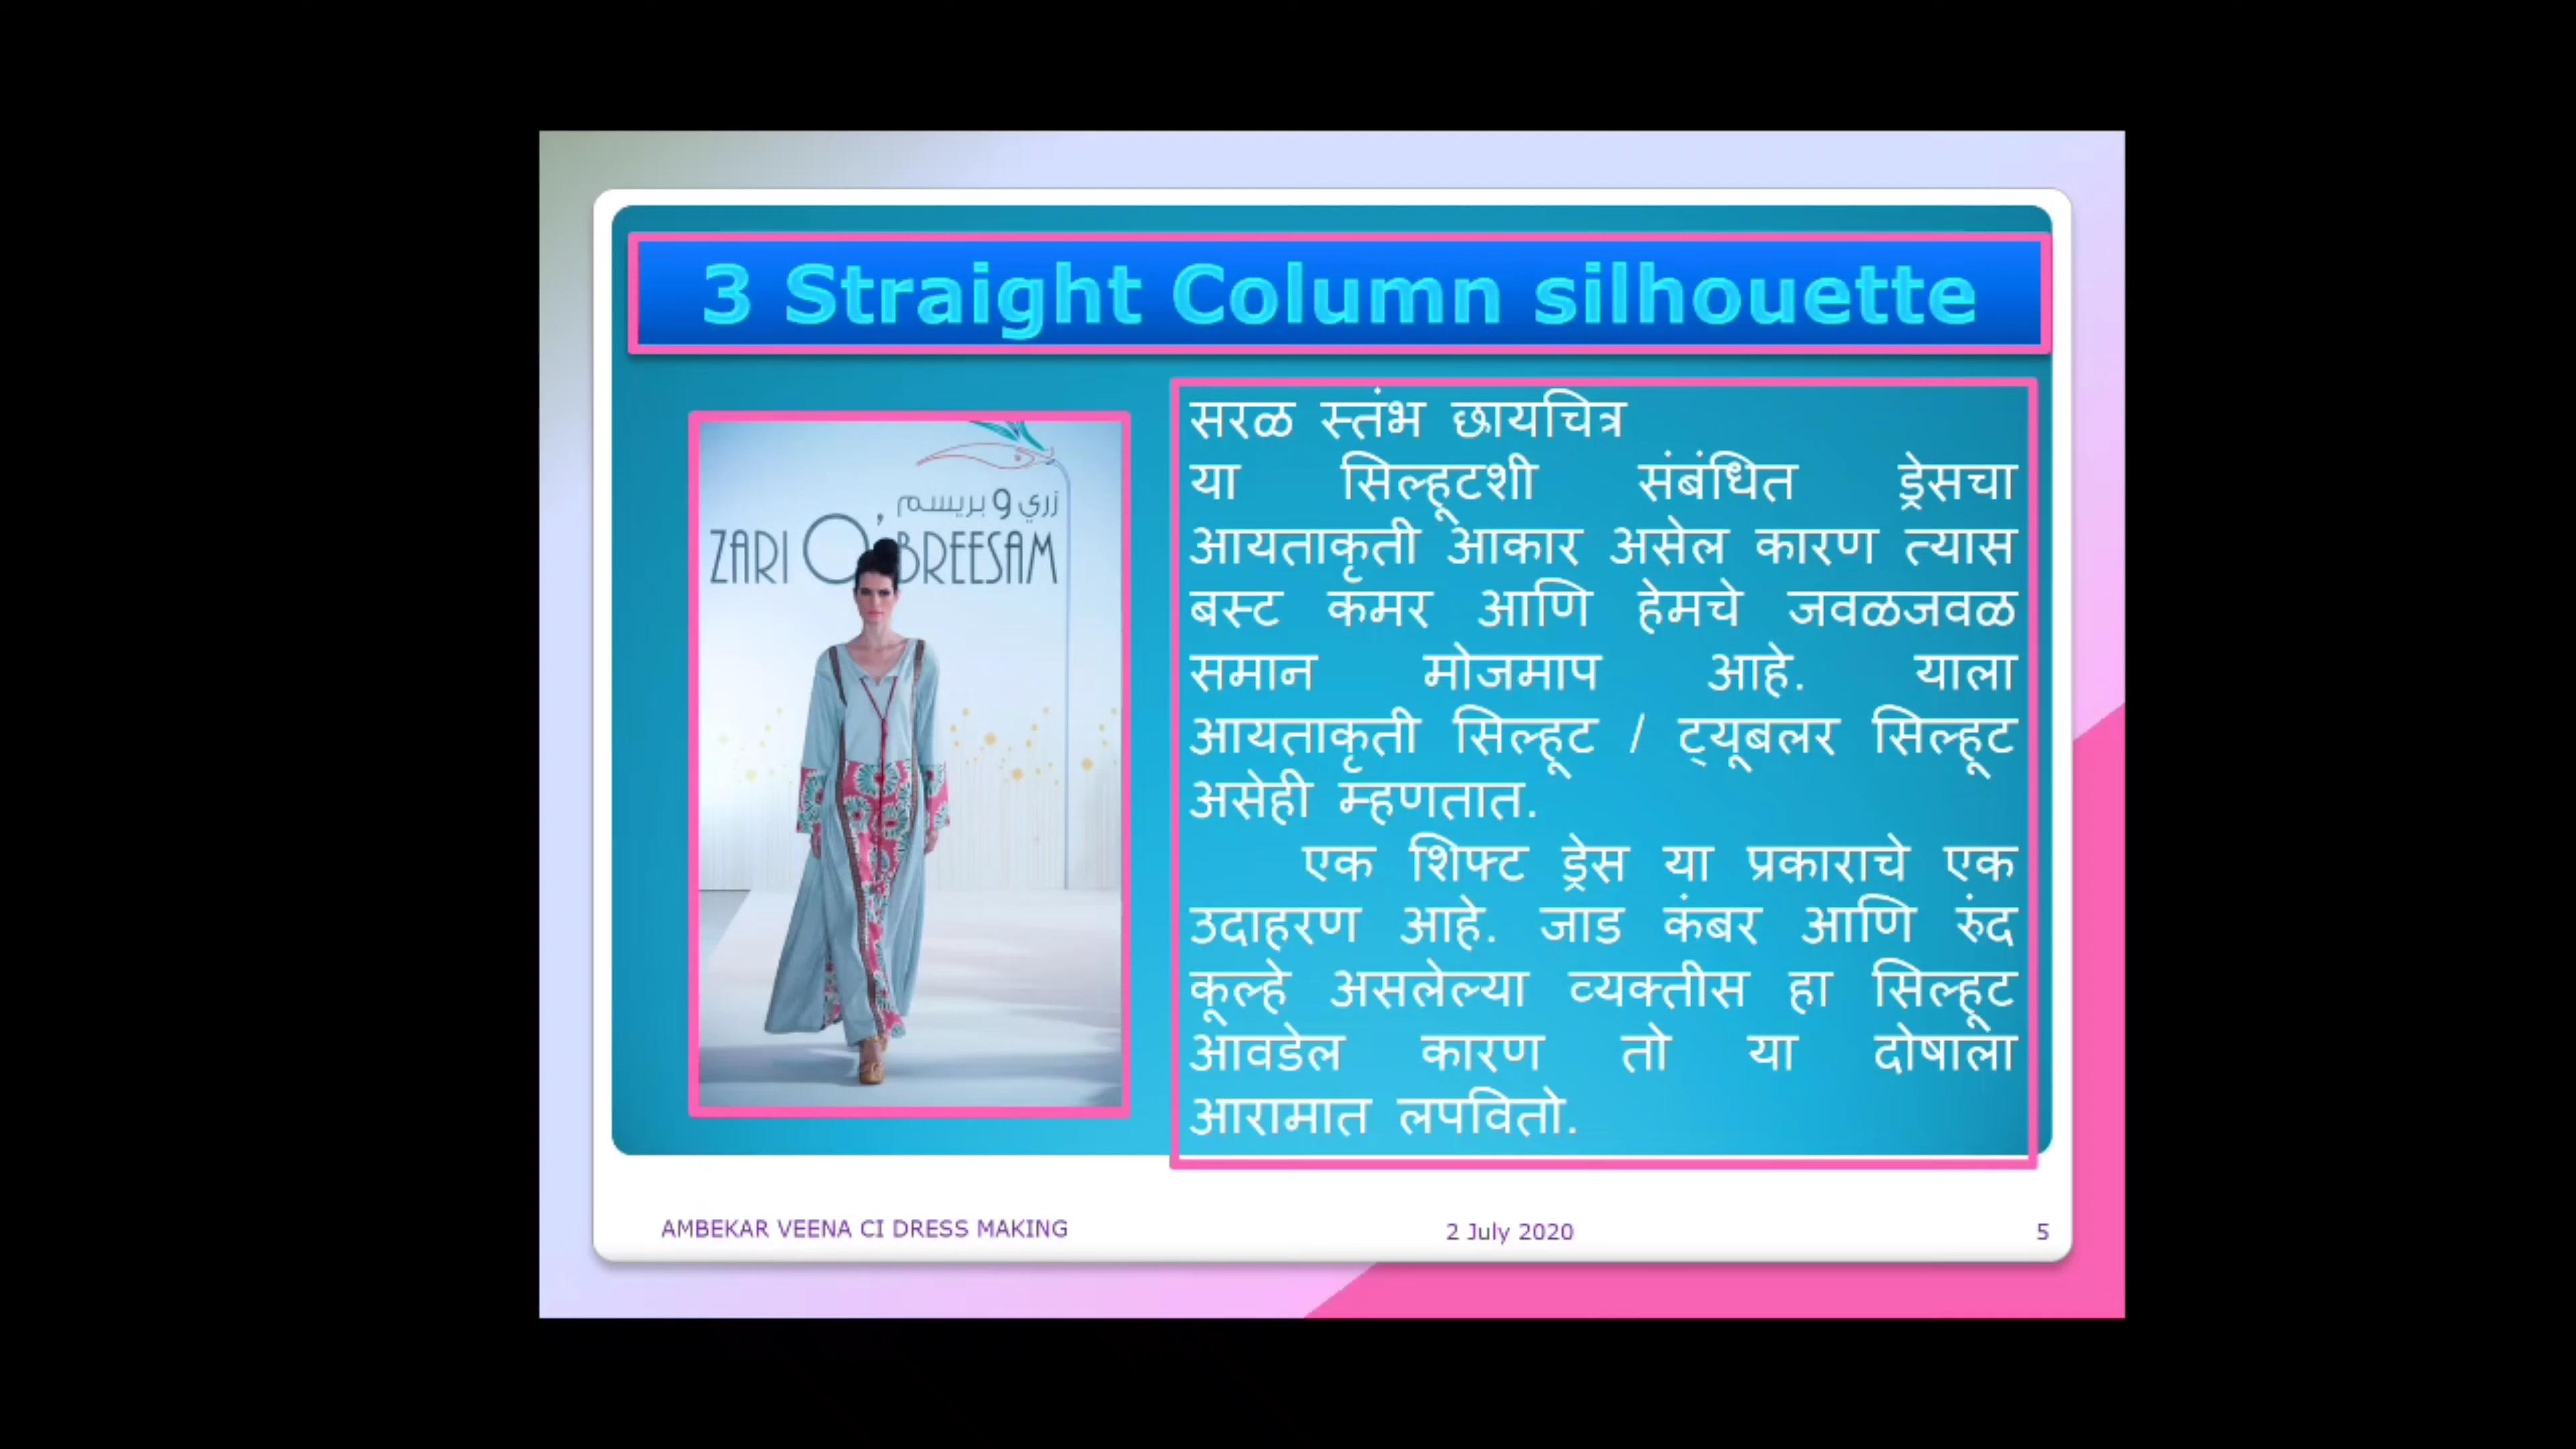 3 Straight Column silhouette
زري و بريسم
ZARI O'BREESAM
सरळ स्तंभ छायचित्र
या सिल्हूटशी संबंधित ड्रेसचा
आयताकृती आकार असेल कारण त्यास
बस्ट कमर आणि हेमचे जवळजवळ
समान मोजमाप आहे. याला
आयताकृती सिल्हूट / ट्यूबलर सिल्हूट
असेही म्हणतात.
एक शिफ्ट ड्रेस या प्रकाराचे एक
उदाहरण आहे. जाड कंबर आणि रुंद
कूल्हे असलेल्या व्यक्तीस हा सिल्हूट
आवडेल कारण तो या दोषाला
आरामात लपवितो.
AMBEKAR VEENA CI DRESS MAKING
2 July 2020
5